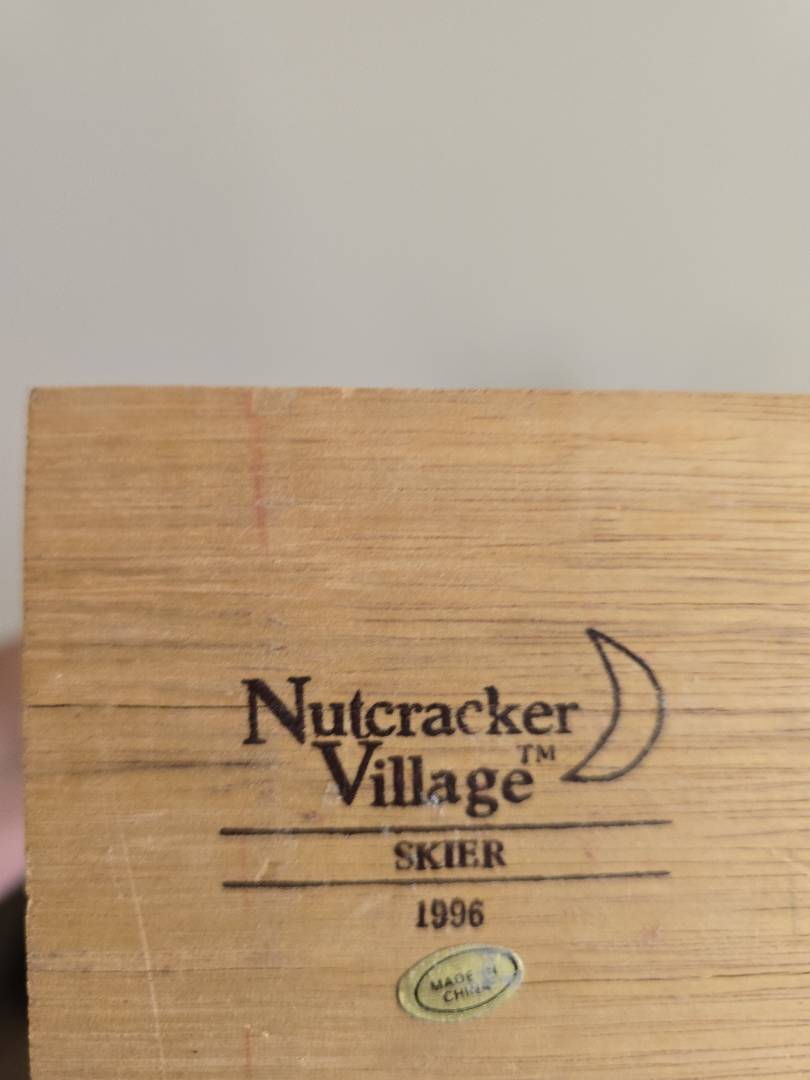 Nutcracker
Village™
SKIER
1996
MADE IN
CHINA